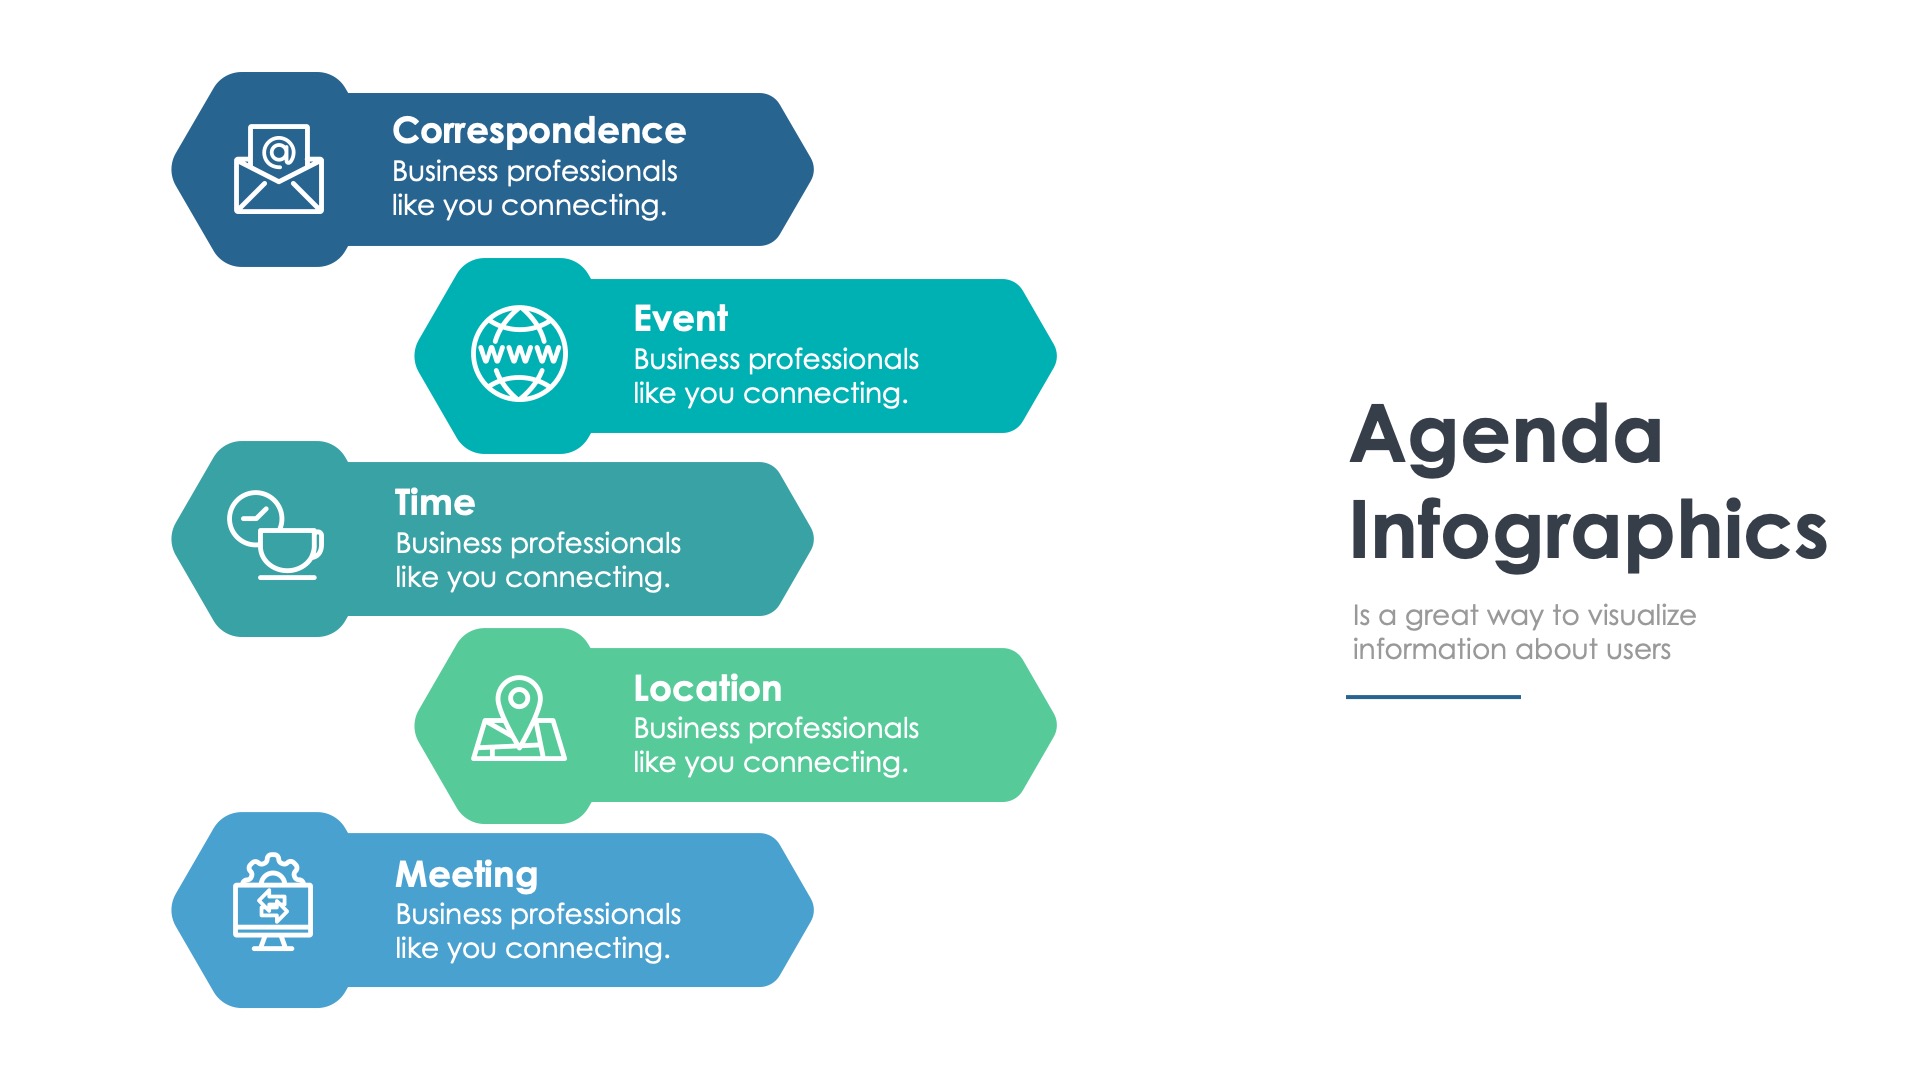 @
Correspondence
Business professionals
like you connecting.
www
Event
Business professionals
like you connecting.
Time
Business professionals
like you connecting.
Location
Business professionals
like you connecting.
Meeting
Business professionals
like you connecting.
Agenda
Infographics
Is a great way to visualize
information about users